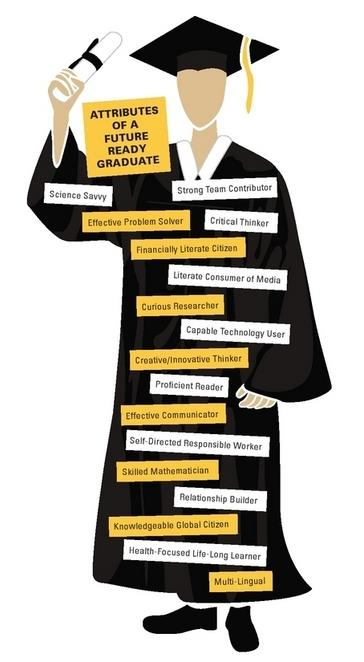 ATTRIBUTES
OF A
FUTURE
READY
GRADUATE
Science Savvy
Strong Team Contributor
Effective Problem Solver
Critical Thinker
Financially Literate Citizen
Literate Consumer of Media
Curious Researcher
Capable Technology User
Creative/Innovative Thinker
Proficient Reader
Effective Communicator
Self-Directed Responsible Worker
Skilled Mathematician
Relationship Builder
Knowledgeable Global Citizen
Health-Focused Life-Long Learner
Multi-Lingual